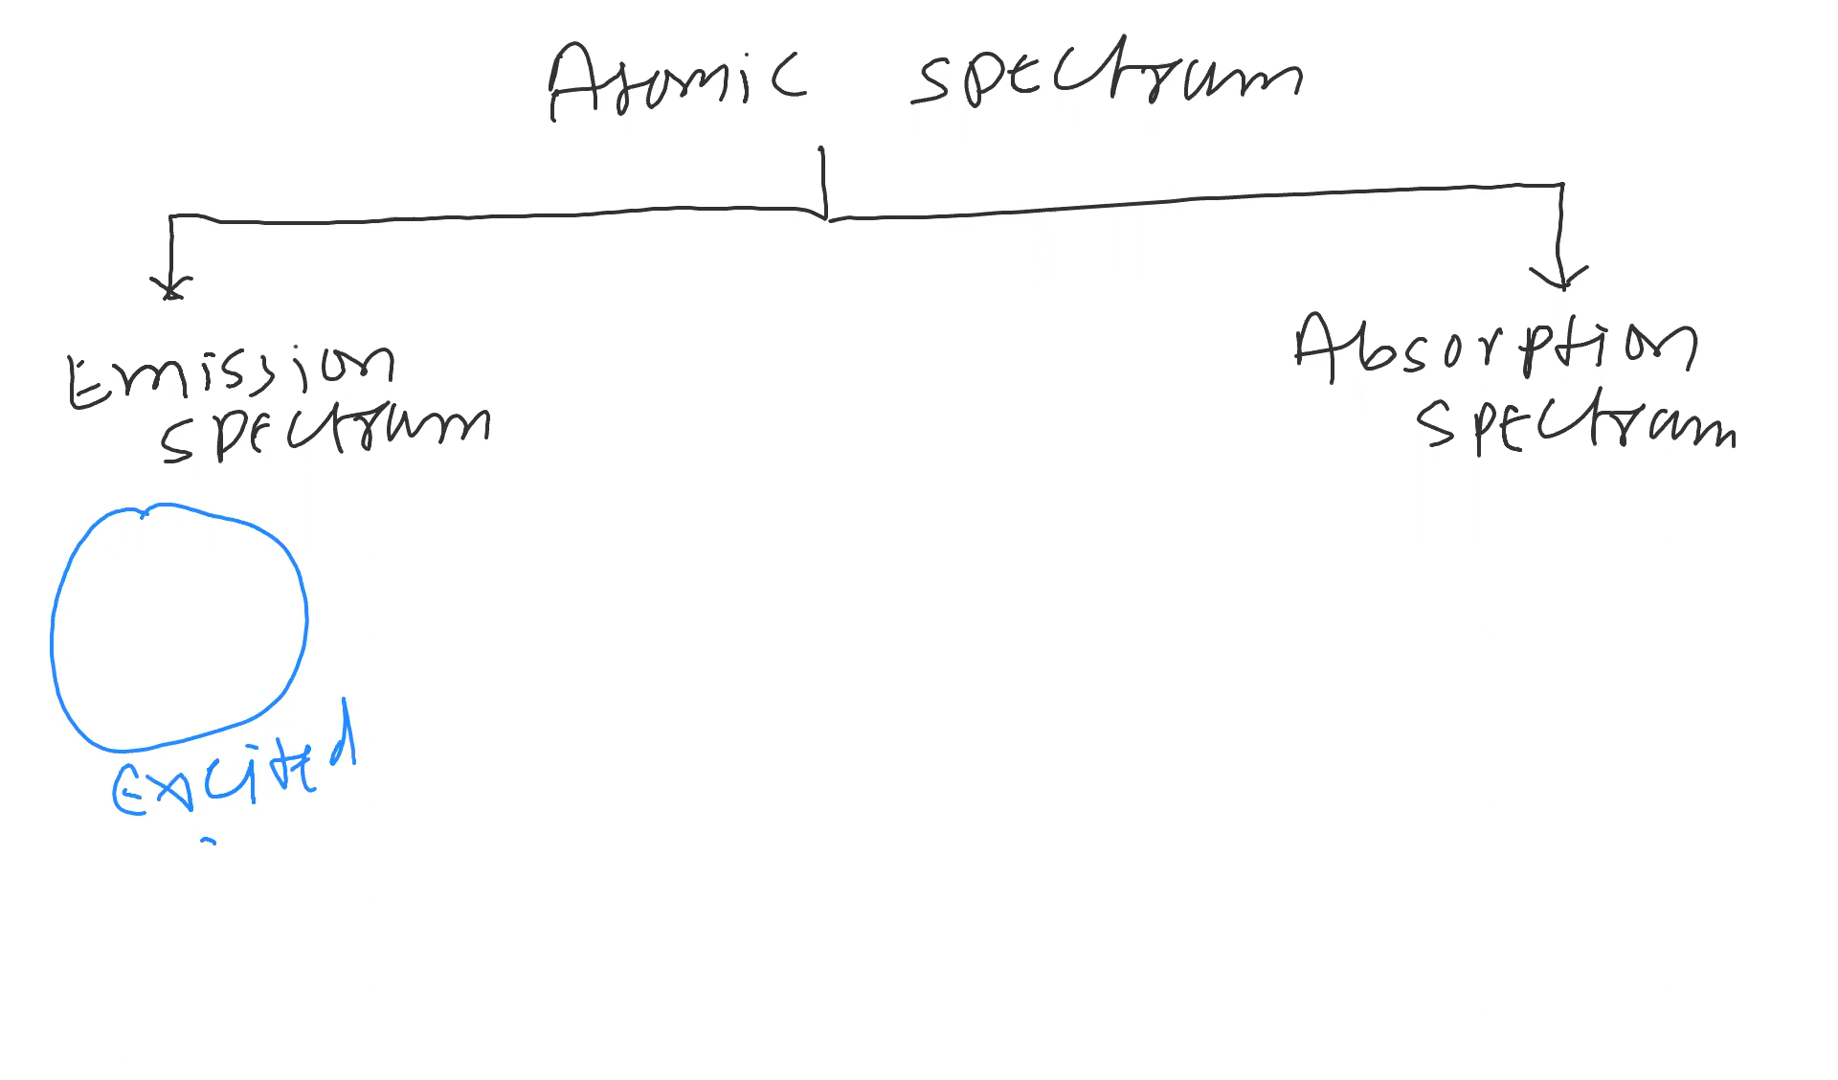 Atomic spectrum
Emission
spectrum
Absorption
spectrum
Excited